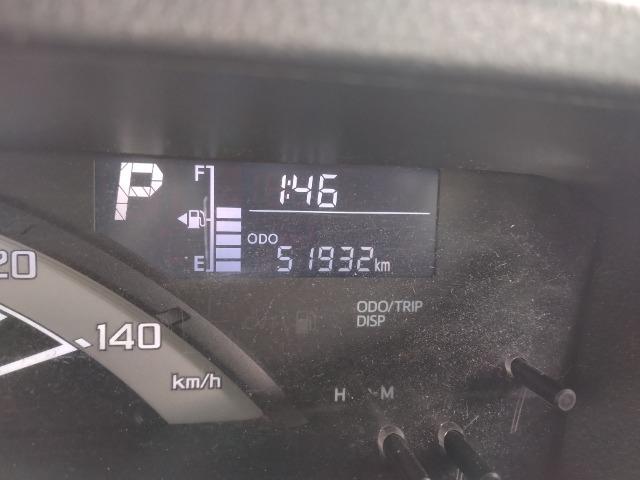 P
F
1:46
E
ODO
51932km
20
ODO/TRIP
DISP
140
km/h
H
M